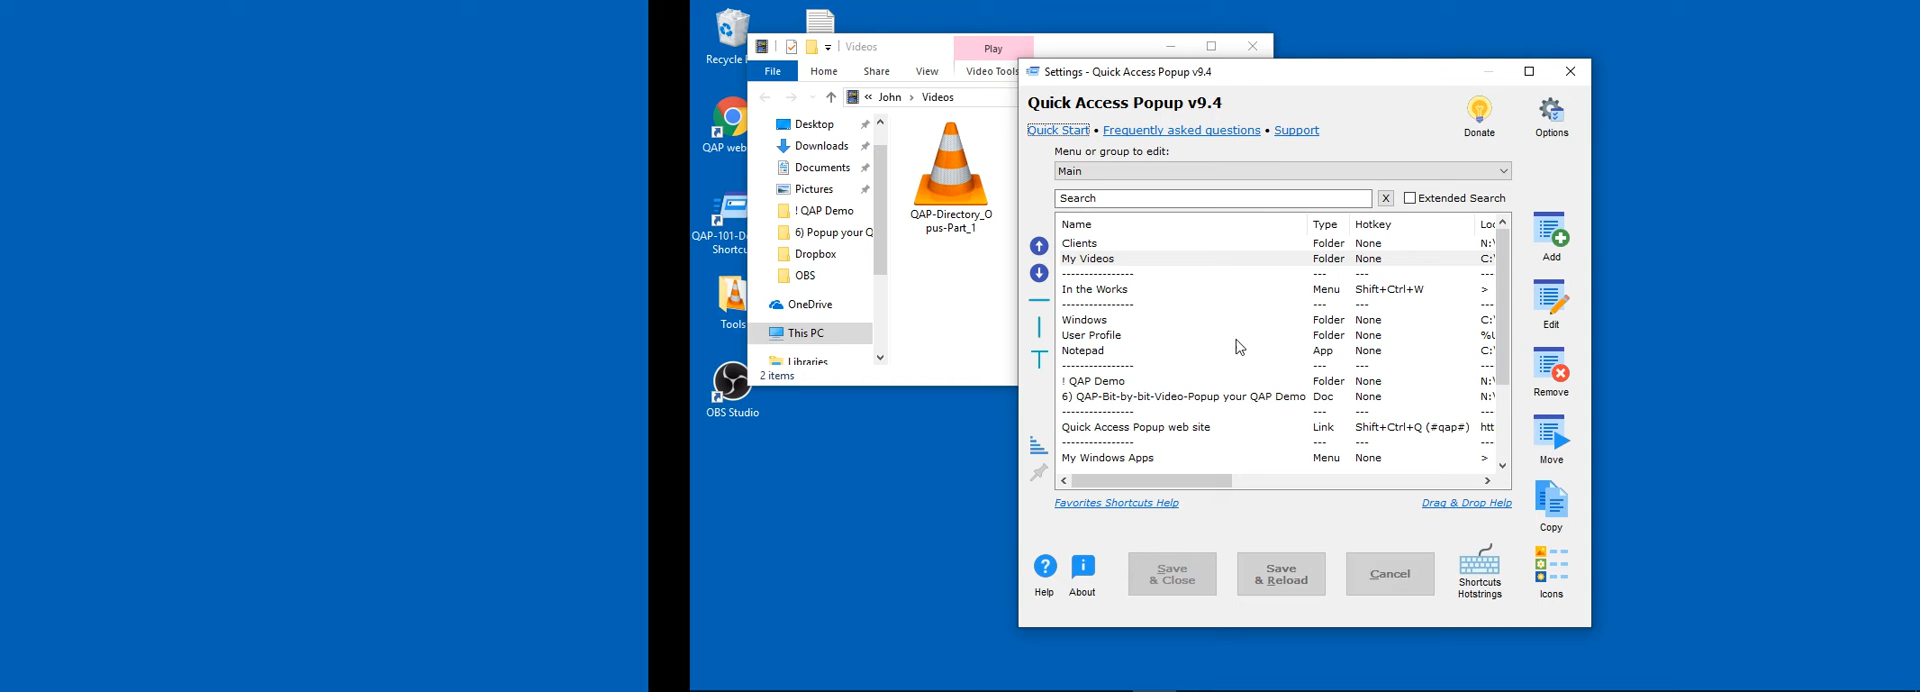 Recycle
QAP web
QAP-101-D
Shortc
Tools
OBS Studio
Videos
Play
File
Home
Share
View
Video Tools
« John › Videos
Desktop
Downloads
Documents
Pictures
! QAP Demo
6) Popup your Q
Dropbox
OBS
OneDrive
This PC
Libraries
2 items
QAP-Directory_O
pus-Part_1
Settings - Quick Access Popup v9.4
Quick Access Popup v9.4
Quick Start • Frequently asked questions • Support
Donate
Options
Menu or group to edit:
Main
Search
X
Extended Search
Name Type Hotkey Loc
Clients Folder None N:\
My Videos Folder None C:\
---------------- --- ---
In the Works Menu Shift+Ctrl+W >
---------------- --- ---
Windows Folder None C:\
User Profile Folder None %U
Notepad App None C:\
---------------- --- ---
! QAP Demo Folder None N:\
6) QAP-Bit-by-bit-Video-Popup your QAP Demo Doc None N:\
---------------- --- ---
Quick Access Popup web site Link Shift+Ctrl+Q (#qap#) htt
---------------- --- ---
My Windows Apps Menu None >
Favorites Shortcuts Help
Drag & Drop Help
Add
Edit
Remove
Move
Copy
Help
About
Save
& Close
Save
& Reload
Cancel
Shortcuts
Hotstrings
Icons